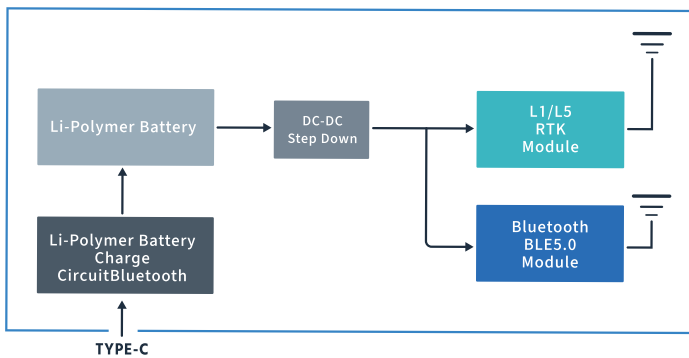 Li-Polymer Battery
DC-DC
Step Down
L1/L5
RTK
Module
Li-Polymer Battery
Charge
CircuitBluetooth
Bluetooth
BLE5.0
Module
TYPE-C